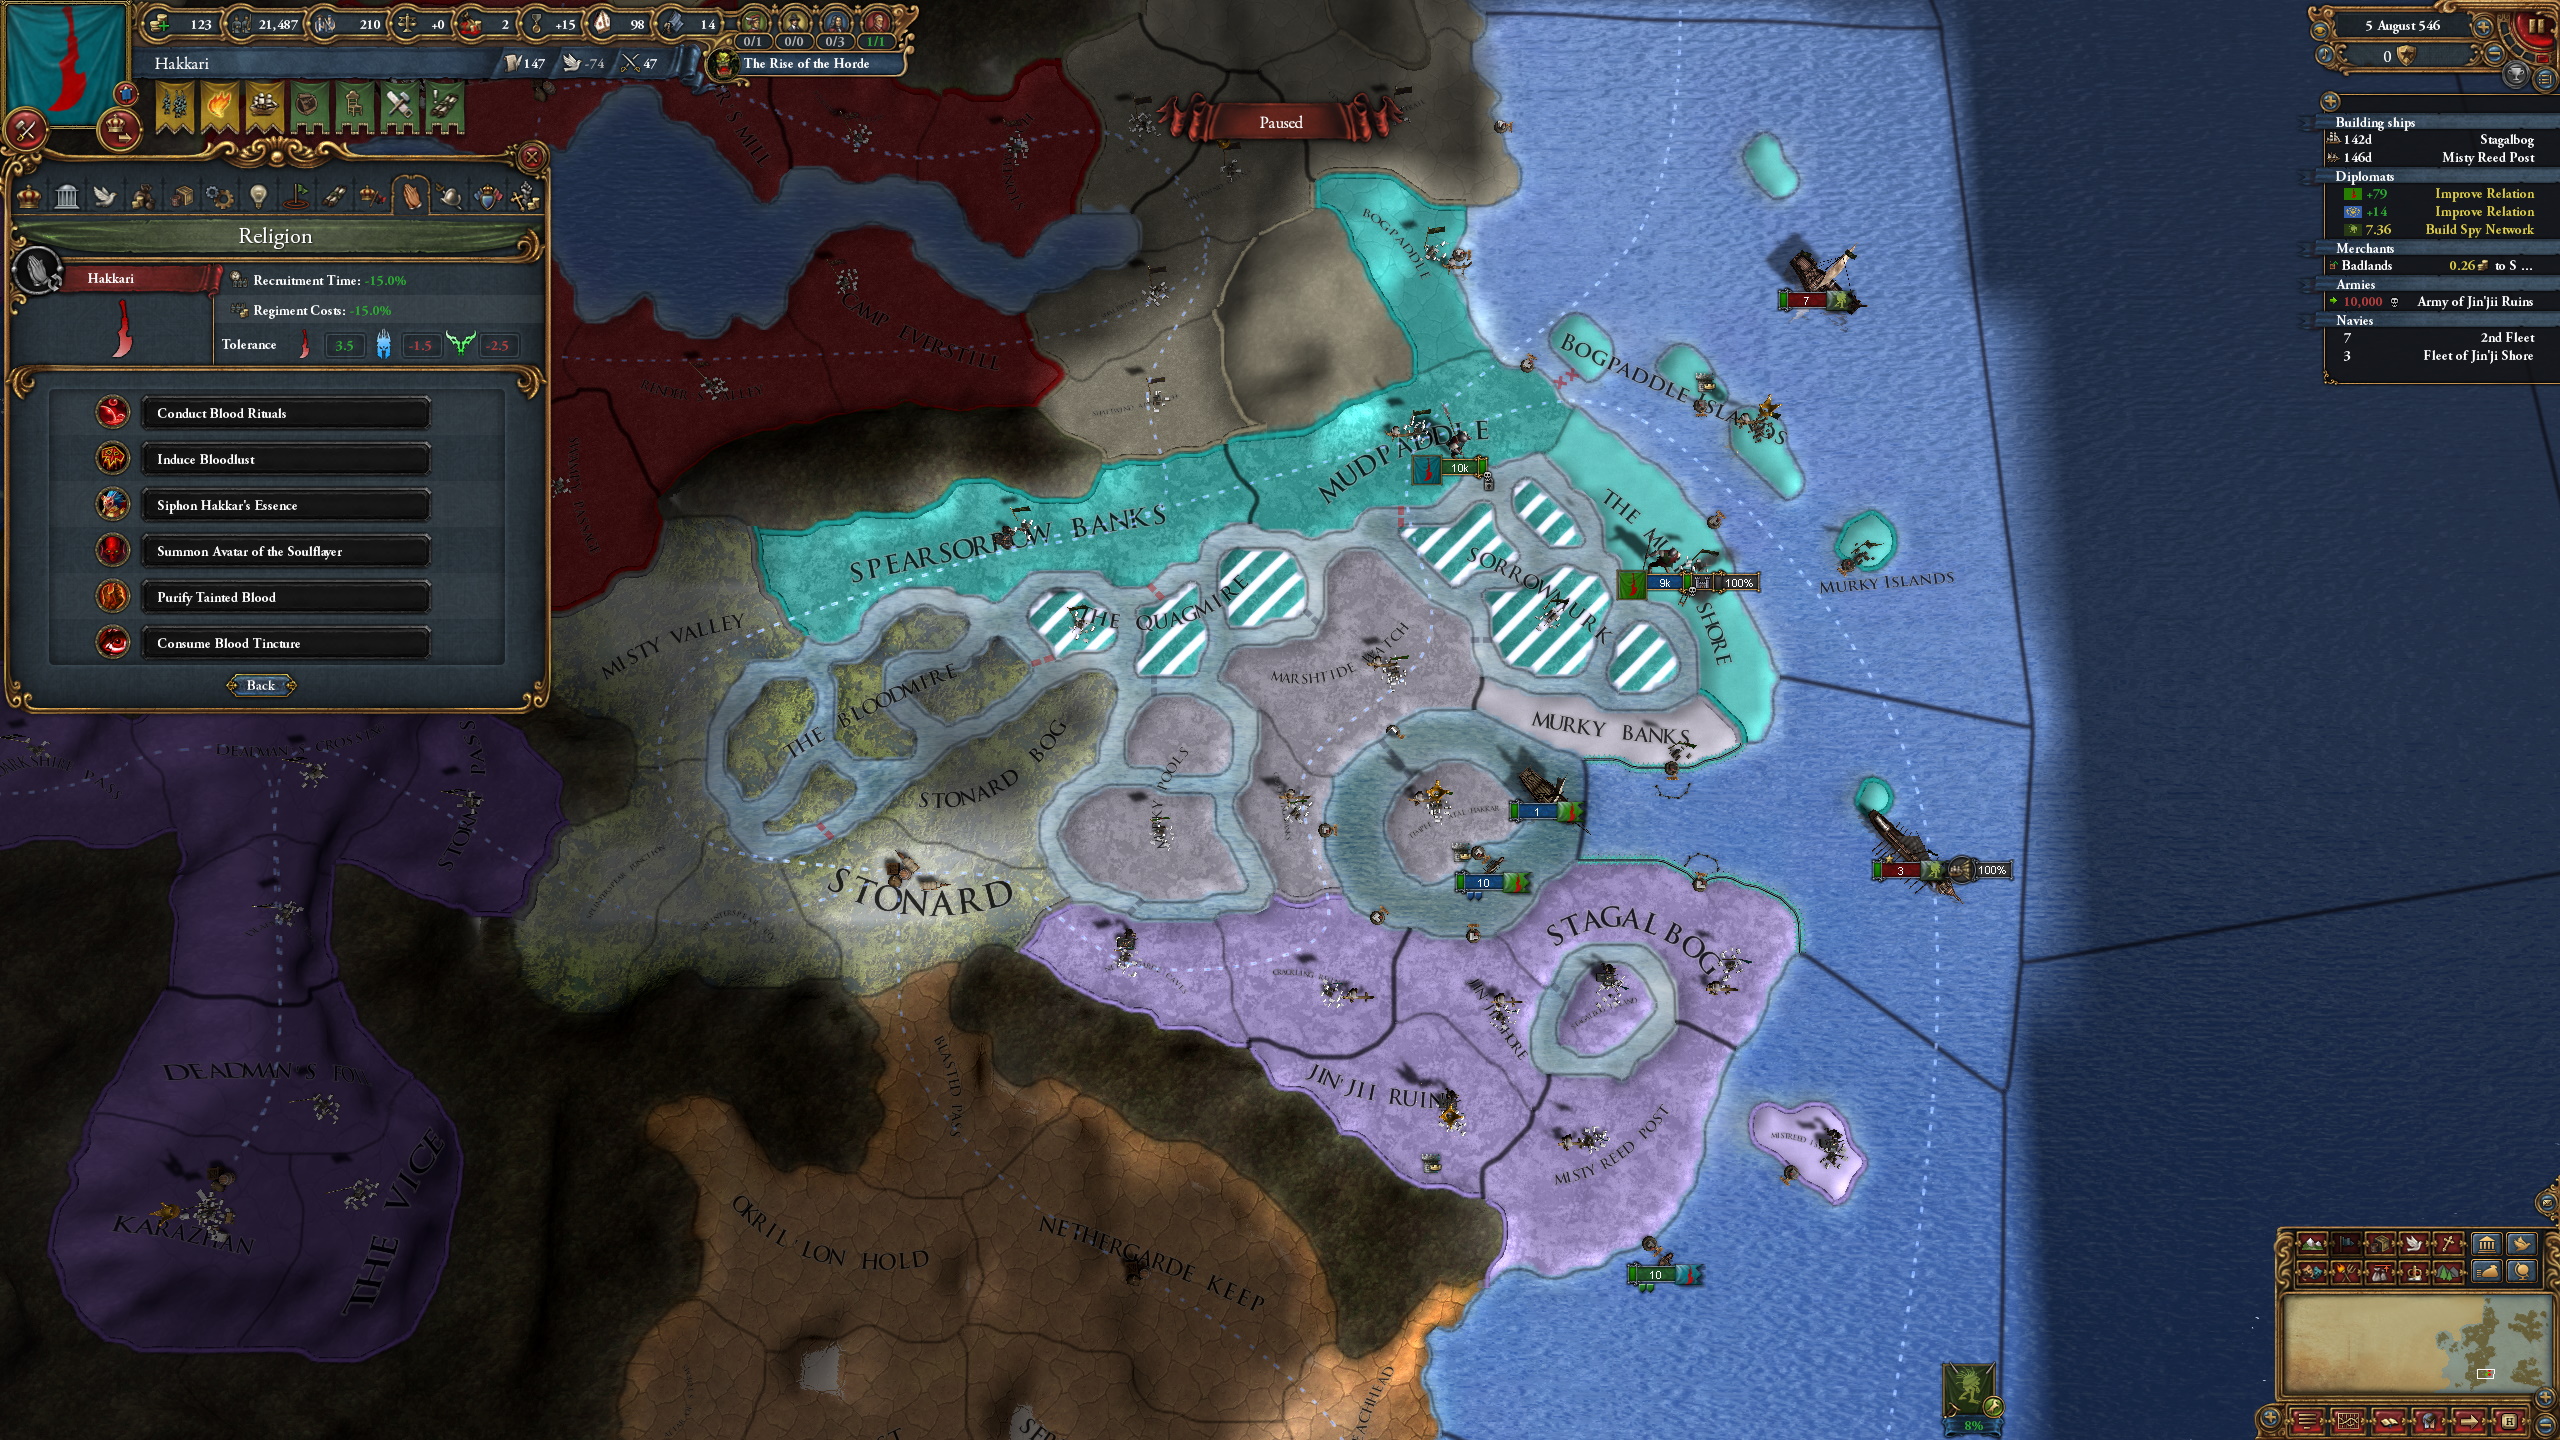 123
21,487
210
+0
2
+15
98
14
0/1
0/0
0/3
1/1
Hakkari
147
-74
47
The Rise of the Horde
Religion
Hakkari
Recruitment Time: -15.0%
Regiment Costs: -15.0%
Tolerance
3.5
-1.5
-2.5
Conduct Blood Rituals
Induce Bloodlust
Siphon Hakkar's Essence
Summon Avatar of the Soulflayer
Purify Tainted Blood
Consume Blood Tincture
Back
Paused
5 August 546
0
Building ships
142d Stagalbog
146d Misty Reed Post
Diplomats
+79 Improve Relation
+14 Improve Relation
7.36 Build Spy Network
Merchants
Badlands 0.26 to S ...
Armies
10,000 Army of Jin'jii Ruins
Navies
7 2nd Fleet
3 Fleet of Jin'Ji Shore
CAMP EVERSTILL
BOGPADDLE
BOGPADDLE ISLANDS
7
MUDPADDLE
10k
SPEARSORROW BANKS
THE QUAGMIRE
SORROWMURK
SHORE
9k
100%
MURKY ISLANDS
MISTY VALLEY
THE BLOODMIRE
STONARD BOG
MARSHTIDE WATCH
MURKY BANKS
STONARD
1
10
3
100%
STAGAL BOG
JIN'JII RUINS
MISTY REED POST
10
DEADMAN'S
KARAZHAN
THE VICE
BLASTED PASS
OKRIL'LON HOLD
NETHERGARDE KEEP
8%